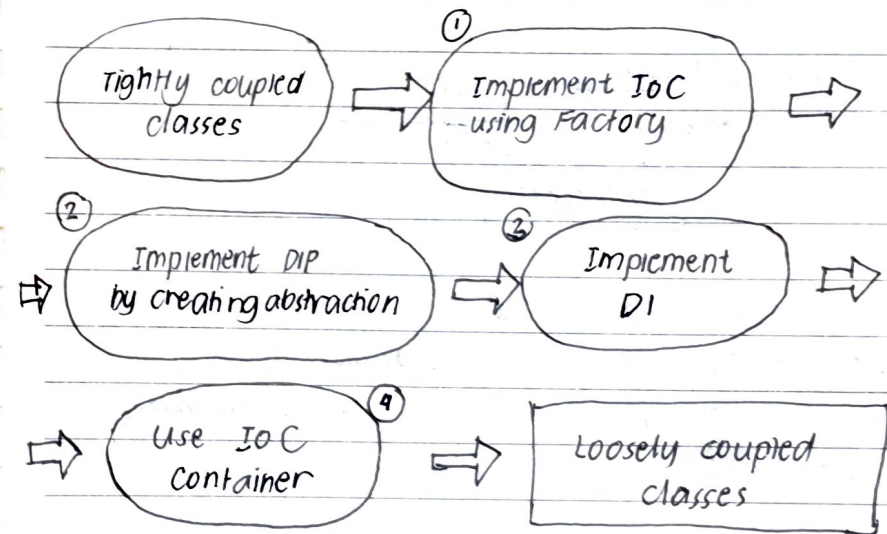 ①
Tightly coupled
classes
Implement IoC
using Factory
②
Implement DIP
by creating abstraction
③
Implement
DI
④
Use IoC
Container
Loosely coupled
classes